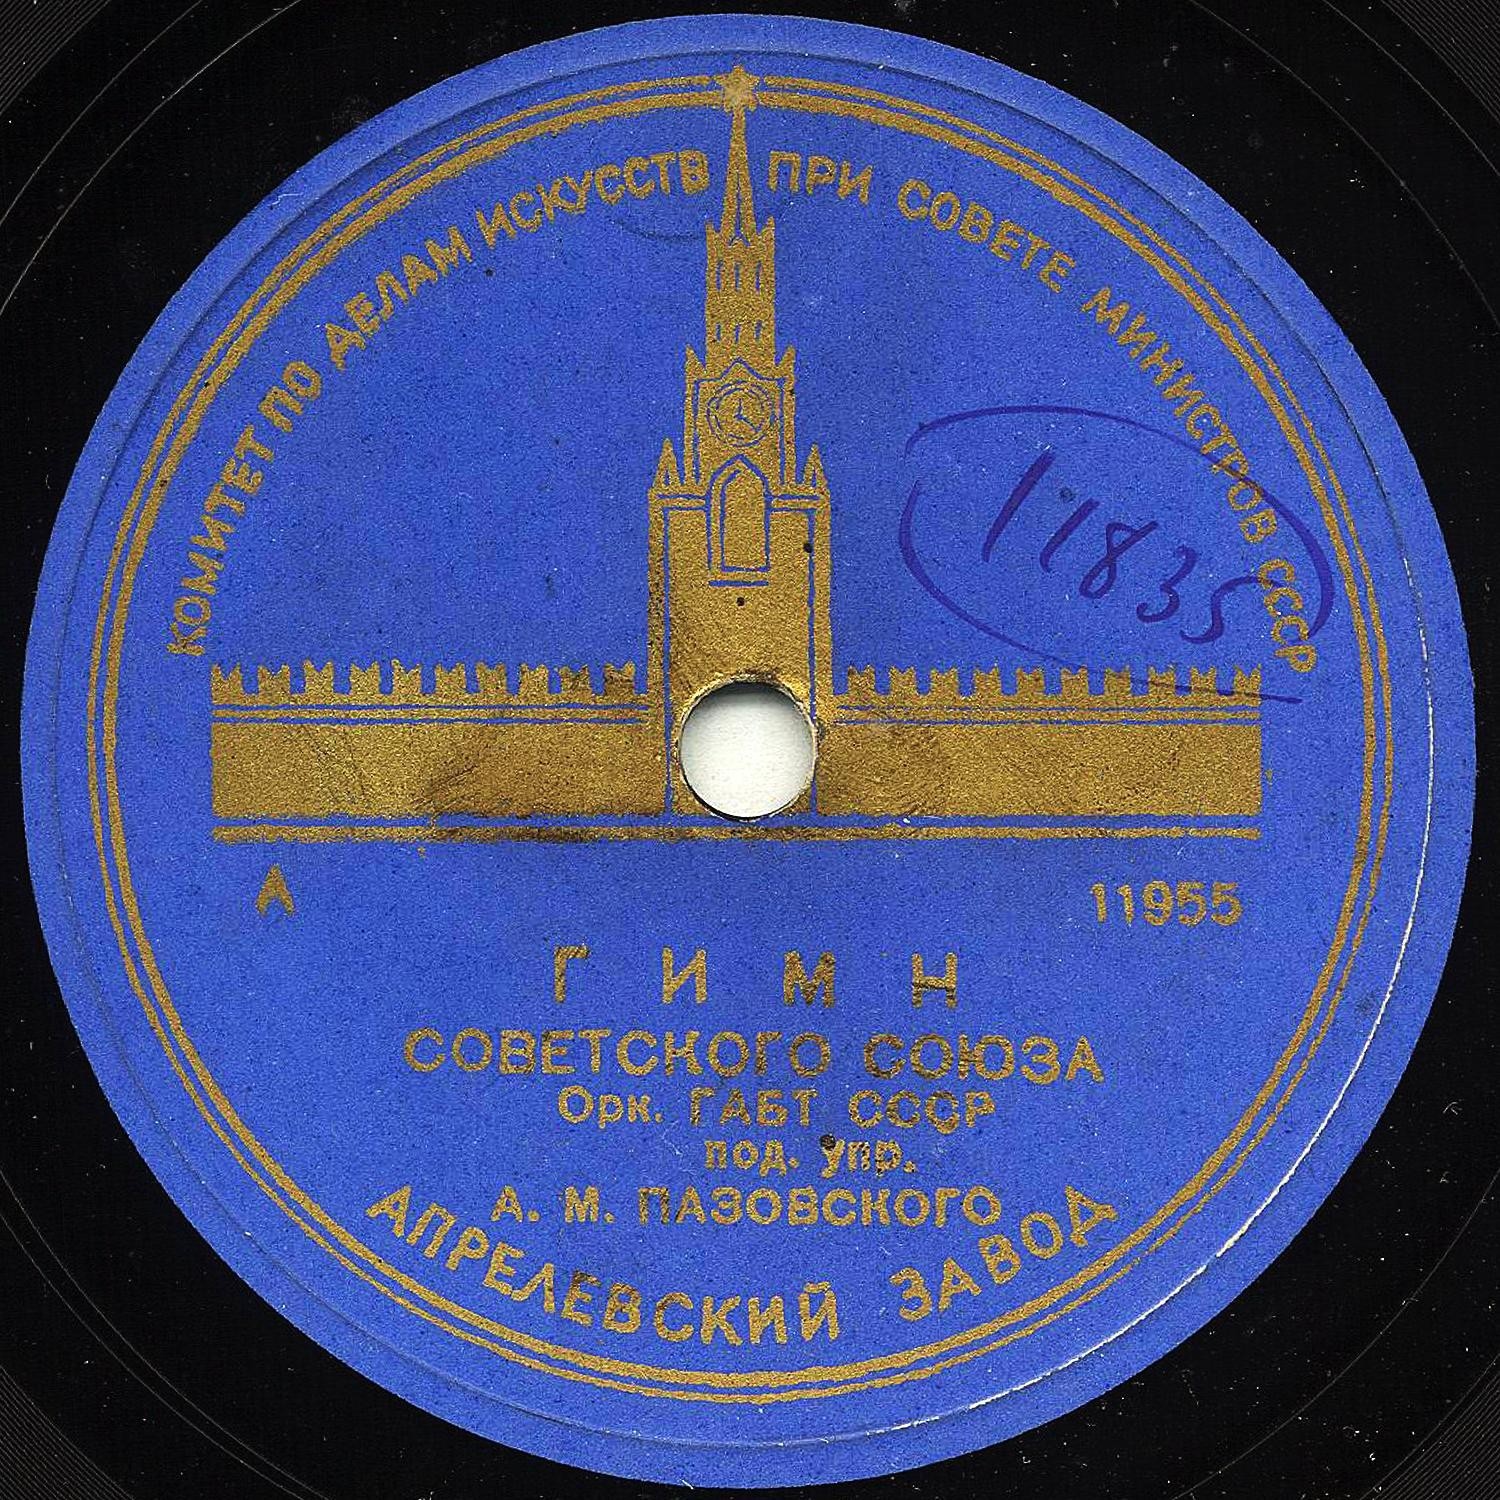 КОМИТЕТ ПО ДЕЛАМ ИСКУССТВ ПРИ СОВЕТЕ МИНИСТРОВ СССР
11835
А 11955
ГИМН
СОВЕТСКОГО СОЮЗА
Орк. ГАБТ СССР
под. упр.
А. М. ПАЗОВСКОГО
АПРЕЛЕВСКИЙ ЗАВОД